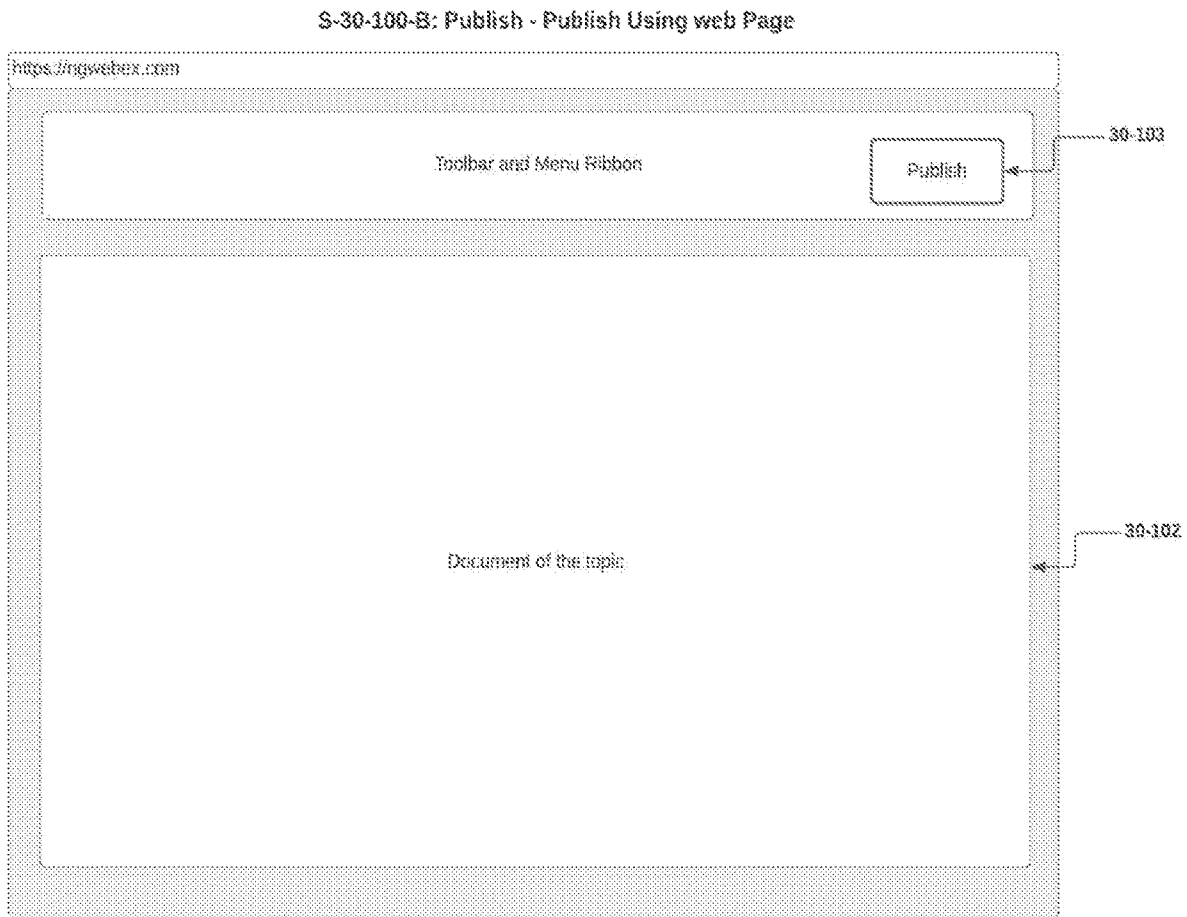 S-30-100-B: Publish - Publish Using web Page
https://ngwebex.com
30-103
Toolbar and Menu Ribbon
Publish
30-102
Document of the topic